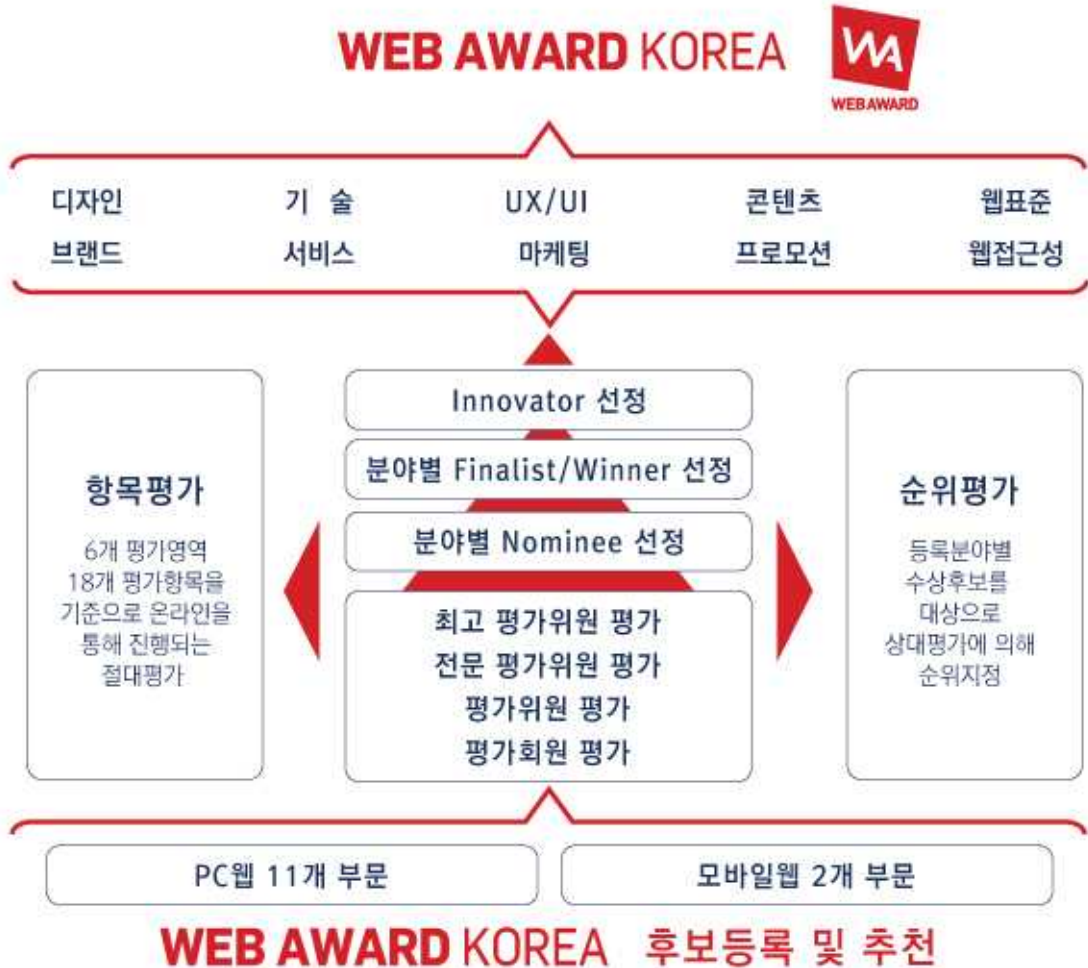 WEB AWARD KOREA
WA
WEB AWARD
디자인 기 술 UX/UI 콘텐츠 웹표준
브랜드 서비스 마케팅 프로모션 웹접근성
Innovator 선정
분야별 Finalist/Winner 선정
분야별 Nominee 선정
항목평가
6개 평가영역
18개 평가항목을
기준으로 온라인을
통해 진행되는
절대평가
최고 평가위원 평가
전문 평가위원 평가
평가위원 평가
평가회원 평가
순위평가
등록분야별
수상후보를
대상으로
상대평가에 의해
순위지정
PC웹 11개 부문
모바일웹 2개 부문
WEB AWARD KOREA 후보등록 및 추천